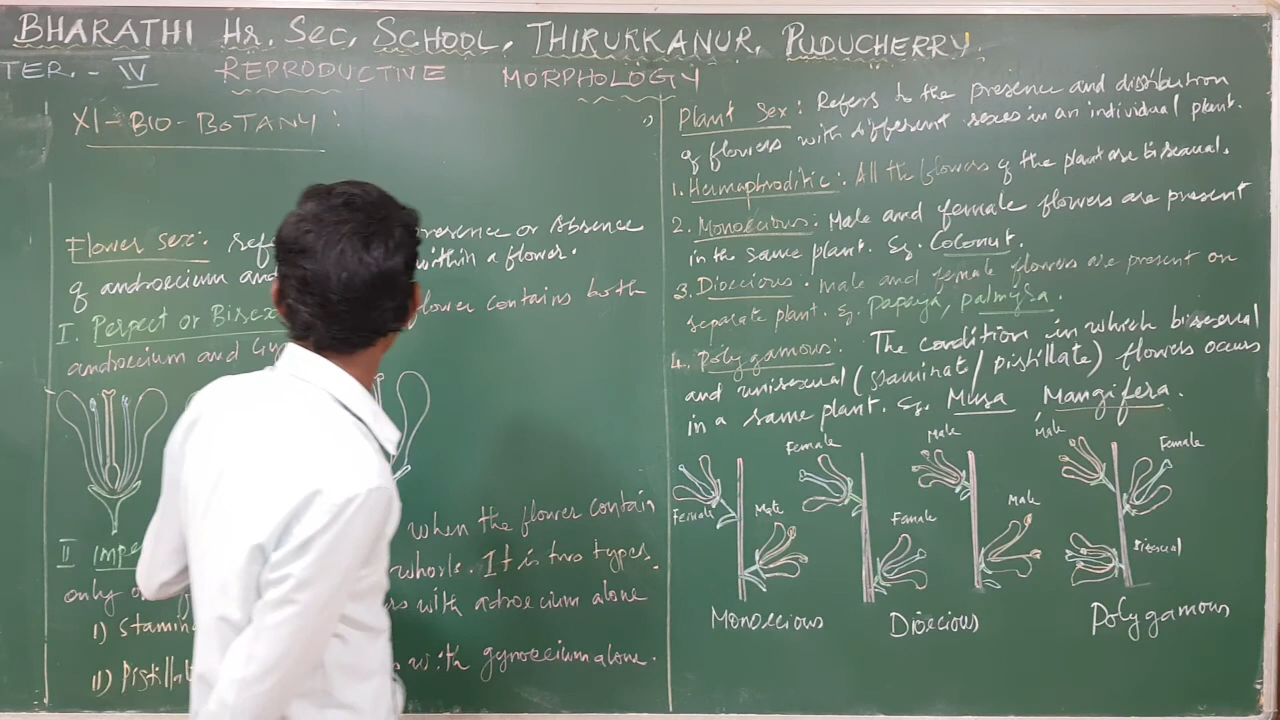 BHARATHI Hr. Sec. SCHOOL, THIRUKKANUR, PUDUCHERRY.
TER. - IV REPRODUCTIVE MORPHOLOGY
XI - BIO - BOTANY :
Flower sex: refe resence or Absence
of androecium and within a flower.
I. Perpect or Bisex flower contains both
androecium and Gy
when the flower contain
II Impe whorls. It is two types.
only o with adroecium alone
i) Stamin
ii) Pistillat with gynoecium alone.
Plant Sex: Refers to the presence and distribution
of flowers with different sexes in an individual plant.
1. Hermaphroditic: All the flowers of the plant are bisexual.
2. Monoecious: Male and female flowers are present
in the same plant. Eg. Coconut.
3. Dioecious. Male and female flowers are present on
separate plant. Eg. Papaya, palmysa.
4. Polygamous: The condition in which bisexual
and unisexual (staminat/pistillate) flowers occurs
in a same plant. Eg. Musa Mangifera.
Female Male
Female Famale
Male Male
Male Female Bisexual
Monoecious Dioecious Polygamous